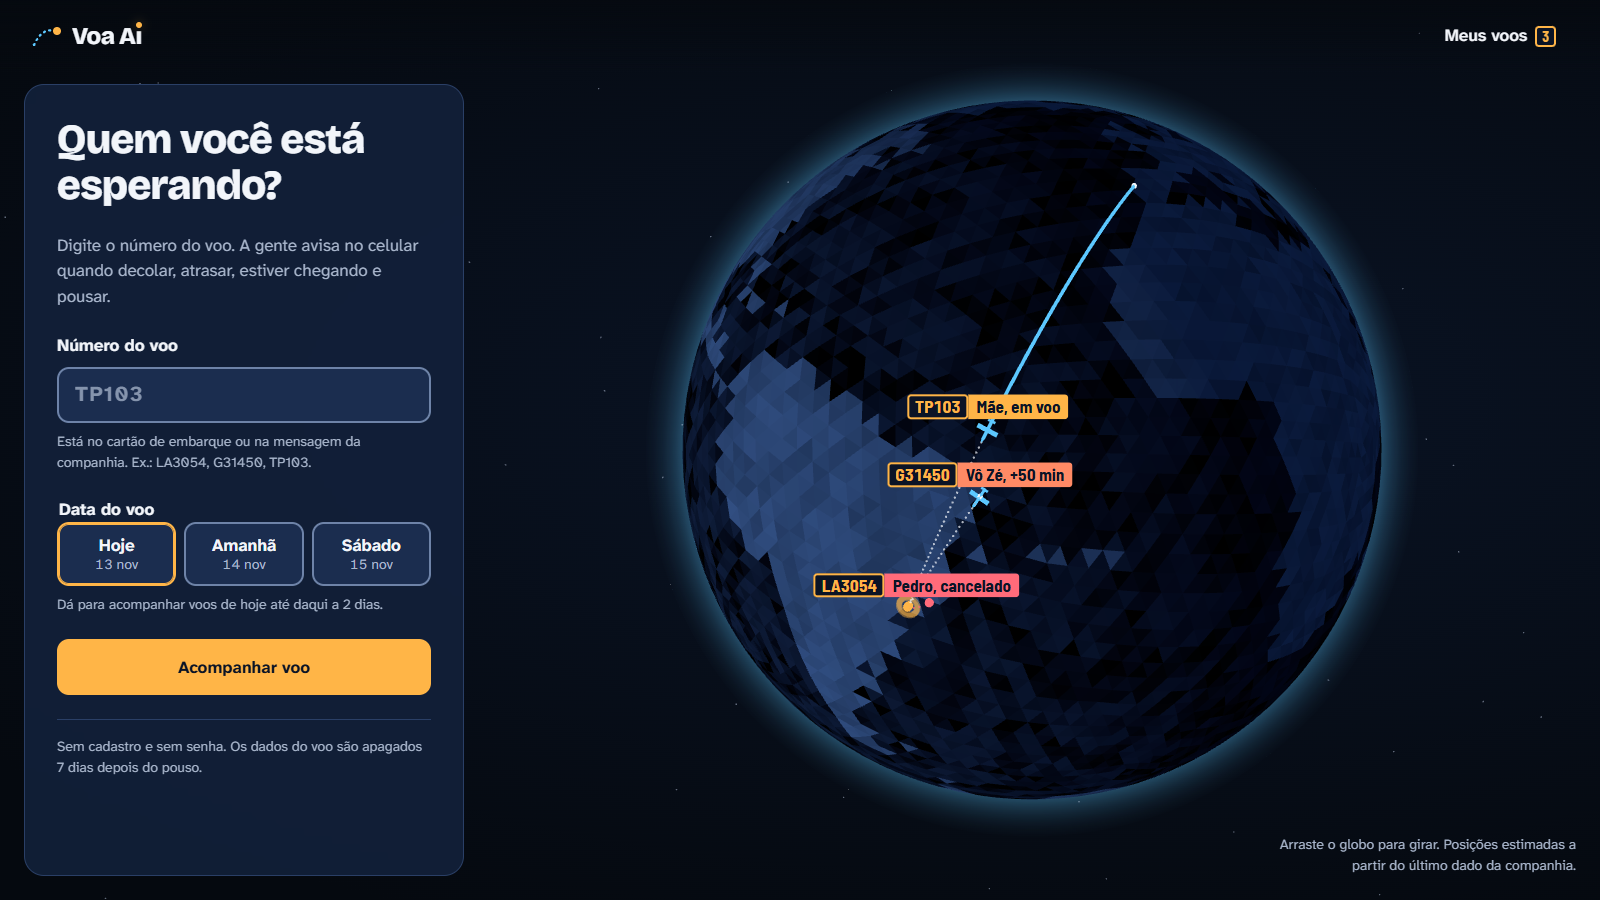 Voa Ai
Meus voos 3
Quem você está
esperando?
Digite o número do voo. A gente avisa no celular
quando decolar, atrasar, estiver chegando e
pousar.
Número do voo
TP103
Está no cartão de embarque ou na mensagem da
companhia. Ex.: LA3054, G31450, TP103.
Data do voo
Hoje
13 nov
Amanhã
14 nov
Sábado
15 nov
Dá para acompanhar voos de hoje até daqui a 2 dias.
Acompanhar voo
Sem cadastro e sem senha. Os dados do voo são apagados
7 dias depois do pouso.
TP103 Mãe, em voo
G31450 Vô Zé, +50 min
LA3054 Pedro, cancelado
Arraste o globo para girar. Posições estimadas a
partir do último dado da companhia.